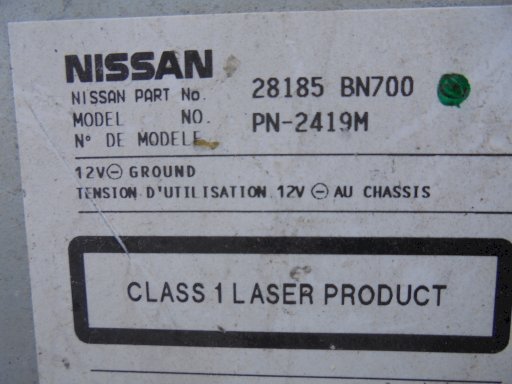 NISSAN
NISSAN PART No. 28185 BN700
MODEL NO. PN-2419M
N° DE MODELE
12V⊖ GROUND
TENSION D'UTILISATION 12V ⊖ AU CHASSIS
CLASS 1 LASER PRODUCT